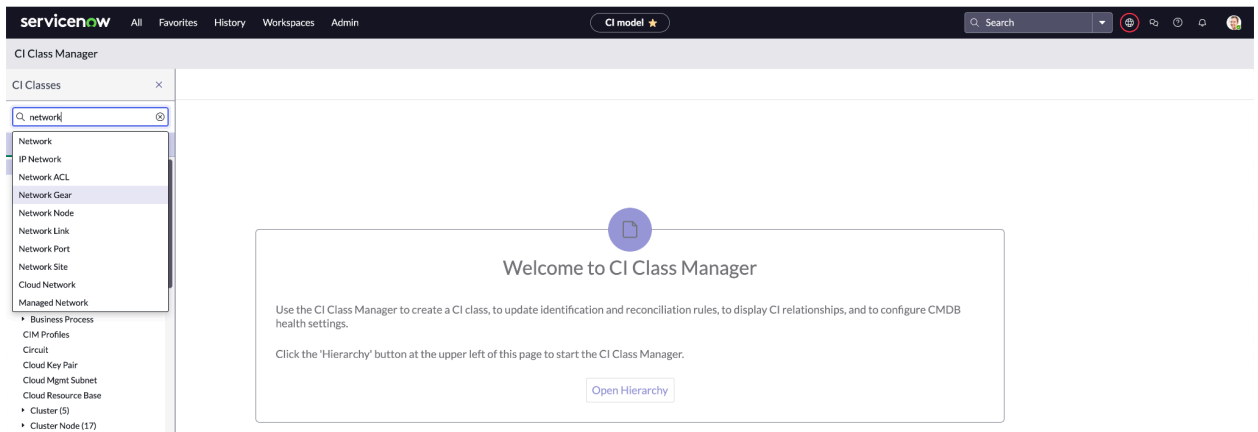 servicenow All Favorites History Workspaces Admin CI model Search
CI Class Manager
CI Classes
network
Network
IP Network
Network ACL
Network Gear
Network Node
Network Link
Network Port
Network Site
Cloud Network
Managed Network
Business Process
CIM Profiles
Circuit
Cloud Key Pair
Cloud Mgmt Subnet
Cloud Resource Base
Cluster (5)
Cluster Node (17)
Welcome to CI Class Manager
Use the CI Class Manager to create a CI class, to update identification and reconciliation rules, to display CI relationships, and to configure CMDB
health settings.
Click the 'Hierarchy' button at the upper left of this page to start the CI Class Manager.
Open Hierarchy